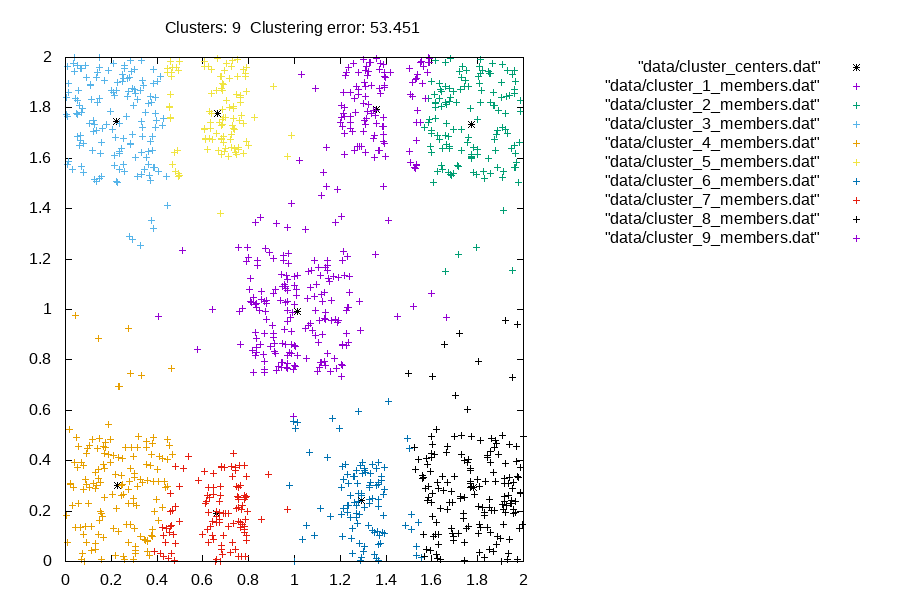 Clusters: 9  Clustering error: 53.451
"data/cluster_centers.dat"
"data/cluster_1_members.dat"
"data/cluster_2_members.dat"
"data/cluster_3_members.dat"
"data/cluster_4_members.dat"
"data/cluster_5_members.dat"
"data/cluster_6_members.dat"
"data/cluster_7_members.dat"
"data/cluster_8_members.dat"
"data/cluster_9_members.dat"
2
1.8
1.6
1.4
1.2
1
0.8
0.6
0.4
0.2
0
0 0.2 0.4 0.6 0.8 1 1.2 1.4 1.6 1.8 2